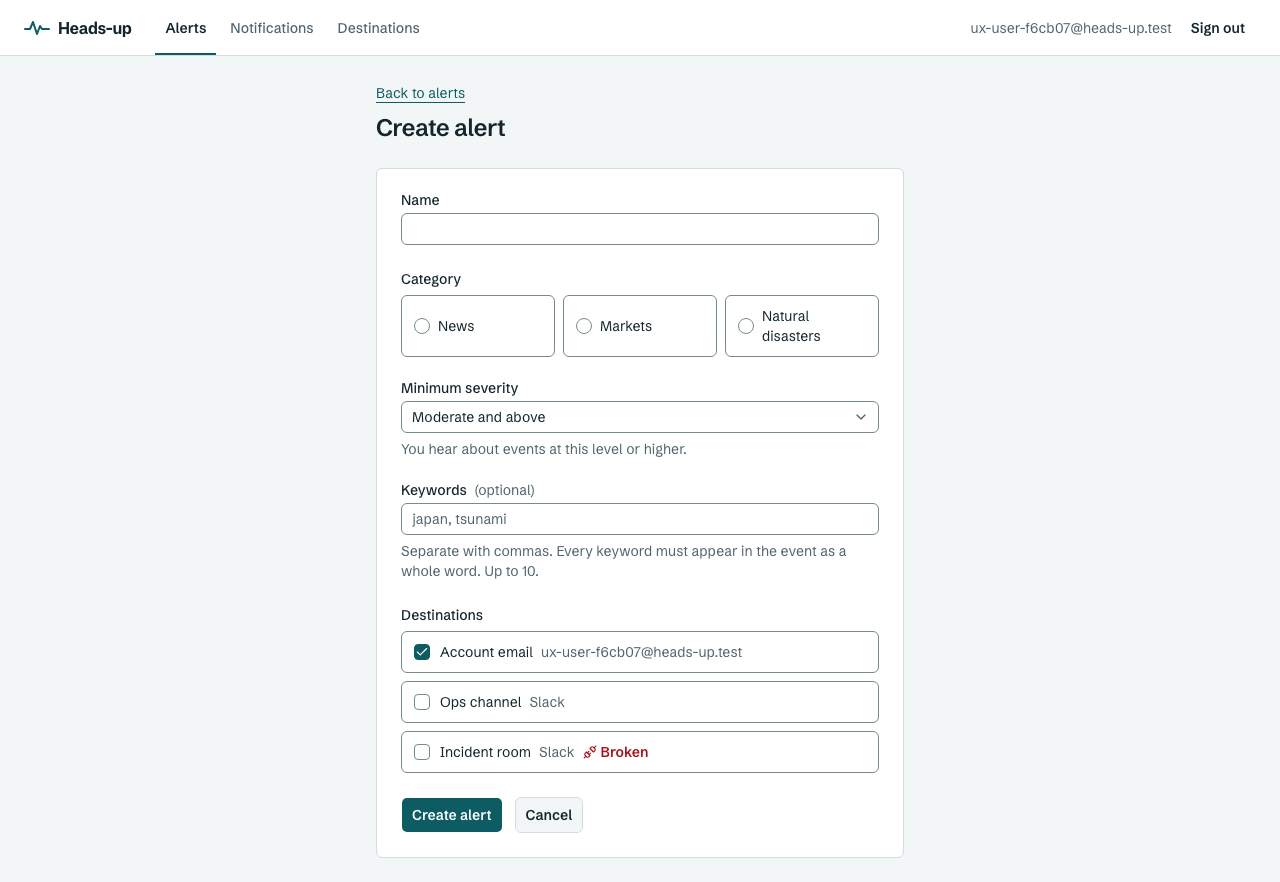 Heads-up Alerts Notifications Destinations ux-user-f6cb07@heads-up.test Sign out
Back to alerts
Create alert
Name
Category
News Markets Natural disasters
Minimum severity
Moderate and above
You hear about events at this level or higher.
Keywords (optional)
japan, tsunami
Separate with commas. Every keyword must appear in the event as a
whole word. Up to 10.
Destinations
Account email ux-user-f6cb07@heads-up.test
Ops channel Slack
Incident room Slack Broken
Create alert Cancel